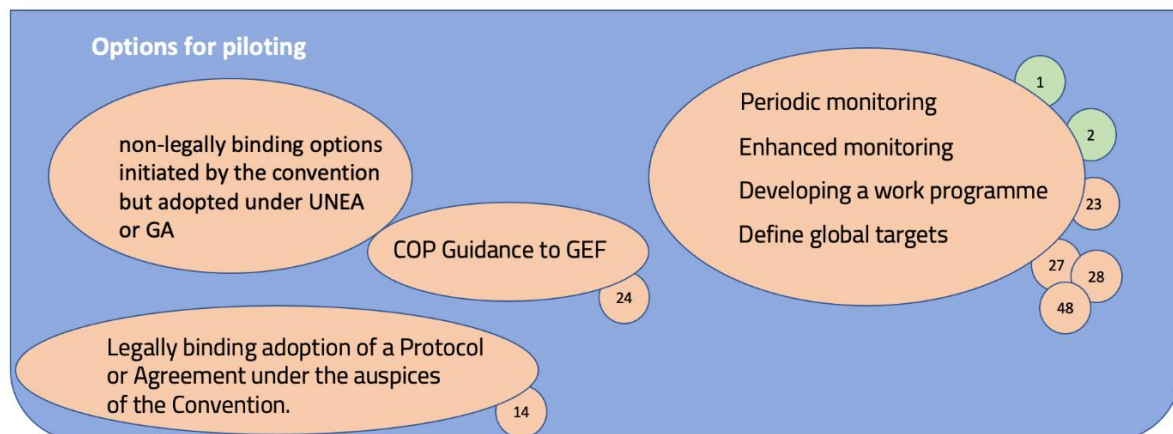 Options for piloting
non-legally binding options
initiated by the convention
but adopted under UNEA
or GA
COP Guidance to GEF
24
Legally binding adoption of a Protocol
or Agreement under the auspices
of the Convention.
14
Periodic monitoring
Enhanced monitoring
Developing a work programme
Define global targets
1
2
23
27
28
48